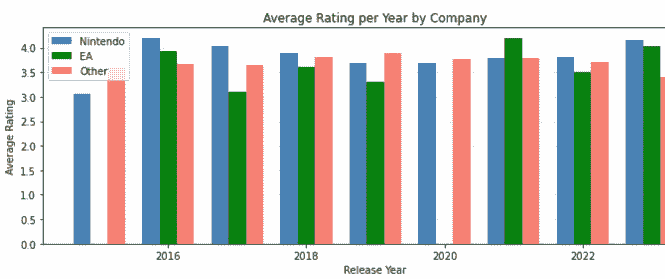 Average Rating per Year by Company
Nintendo
EA
Other
4.0
3.5
3.0
2.5
2.0
1.5
1.0
0.5
0.0
Average Rating
2016
2018
2020
2022
Release Year